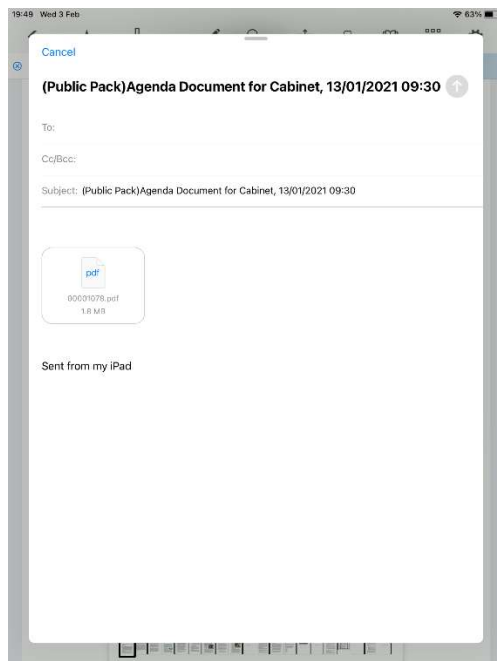 19:49 Wed 3 Feb
63%
Cancel
(Public Pack)Agenda Document for Cabinet, 13/01/2021 09:30
To:
Cc/Bcc:
Subject: (Public Pack)Agenda Document for Cabinet, 13/01/2021 09:30
pdf
00001078.pdf
1.8 MB
Sent from my iPad